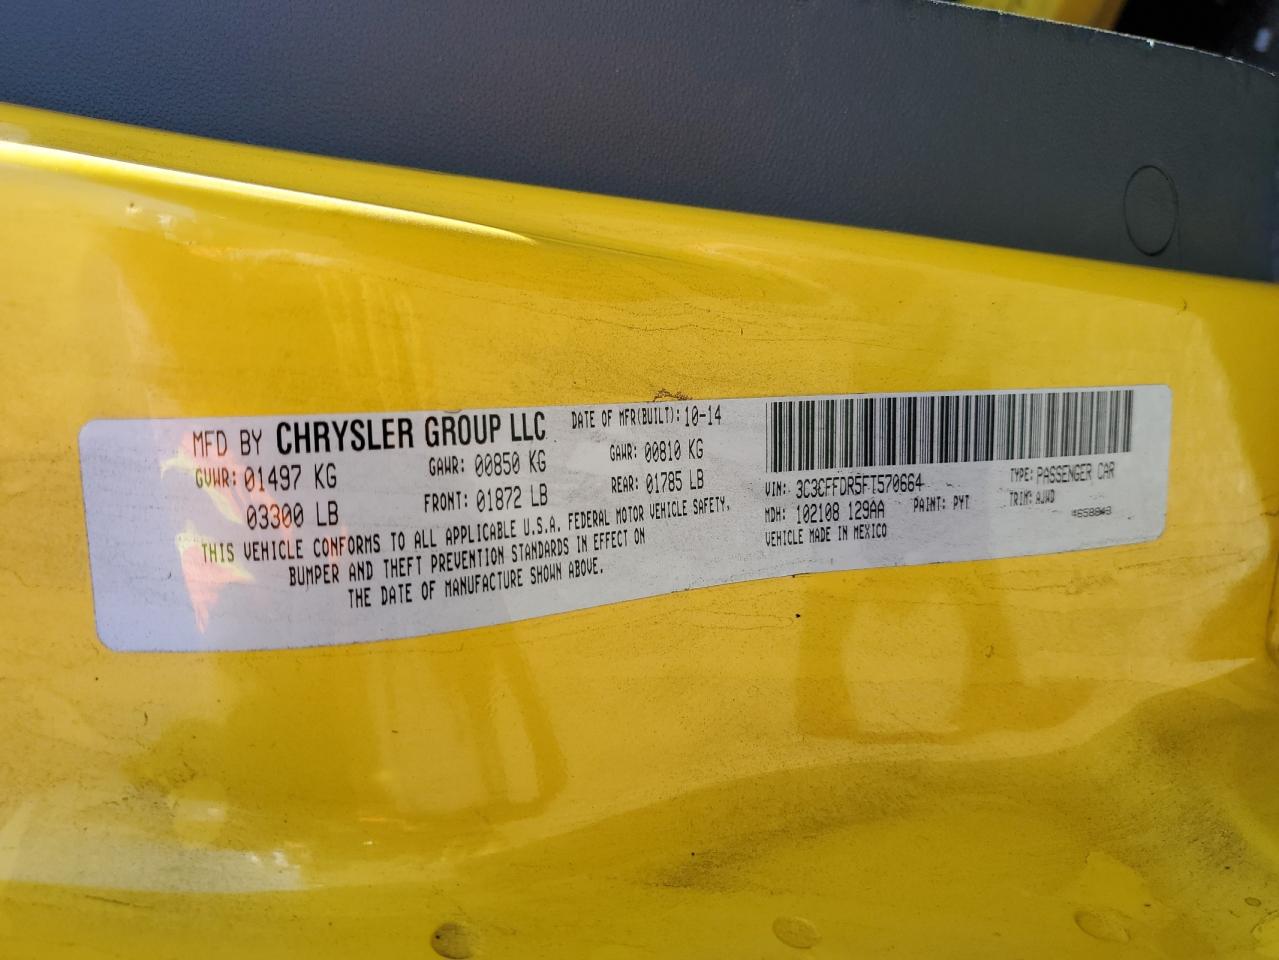 MFD BY CHRYSLER GROUP LLC DATE OF MFR(BUILT): 10-14
GVWR: 01497 KG GAWR: 00850 KG GAWR: 00810 KG
03300 LB FRONT: 01872 LB REAR: 01785 LB
THIS VEHICLE CONFORMS TO ALL APPLICABLE U.S.A. FEDERAL MOTOR VEHICLE SAFETY,
BUMPER AND THEFT PREVENTION STANDARDS IN EFFECT ON
THE DATE OF MANUFACTURE SHOWN ABOVE.
VIN: 3C3CFFDR5FT570664 TYPE: PASSENGER CAR
MDH: 102108 129AA PAINT: PYT TRIM: AJWD
VEHICLE MADE IN MEXICO